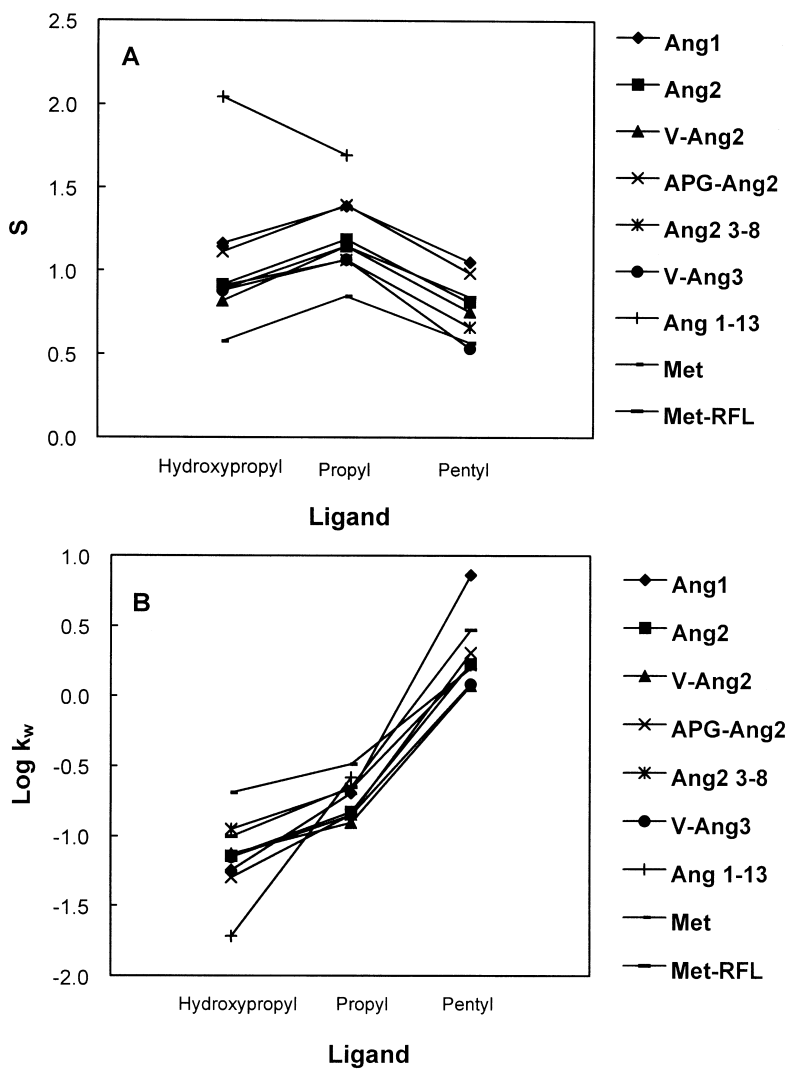 A
S
2.5
2.0
1.5
1.0
0.5
0.0
Hydroxypropyl Propyl Pentyl
Ligand
Ang1
Ang2
V-Ang2
APG-Ang2
Ang2 3-8
V-Ang3
Ang 1-13
Met
Met-RFL
B
Log kw
1.0
0.5
0.0
-0.5
-1.0
-1.5
-2.0
Hydroxypropyl Propyl Pentyl
Ligand
Ang1
Ang2
V-Ang2
APG-Ang2
Ang2 3-8
V-Ang3
Ang 1-13
Met
Met-RFL